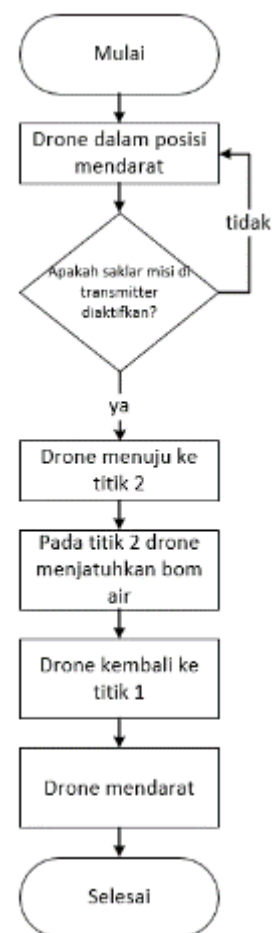 Mulai
Drone dalam posisi
mendarat
tidak
Apakah saklar misi di
transmitter
diaktifkan?
ya
Drone menuju ke
titik 2
Pada titik 2 drone
menjatuhkan bom
air
Drone kembali ke
titik 1
Drone mendarat
Selesai